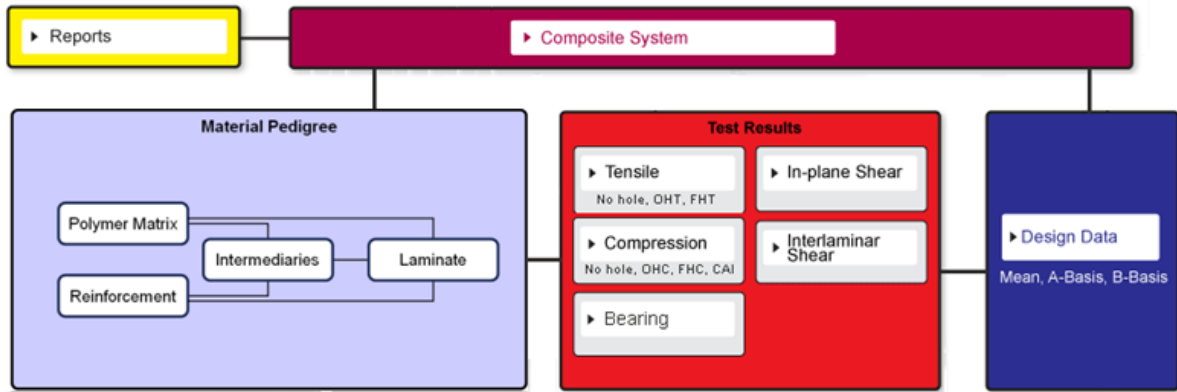 Reports
Composite System
Material Pedigree
Polymer Matrix
Reinforcement
Intermediaries
Laminate
Test Results
Tensile
No hole, OHT, FHT
Compression
No hole, OHC, FHC, CAI
Bearing
In-plane Shear
Interlaminar
Shear
Design Data
Mean, A-Basis, B-Basis